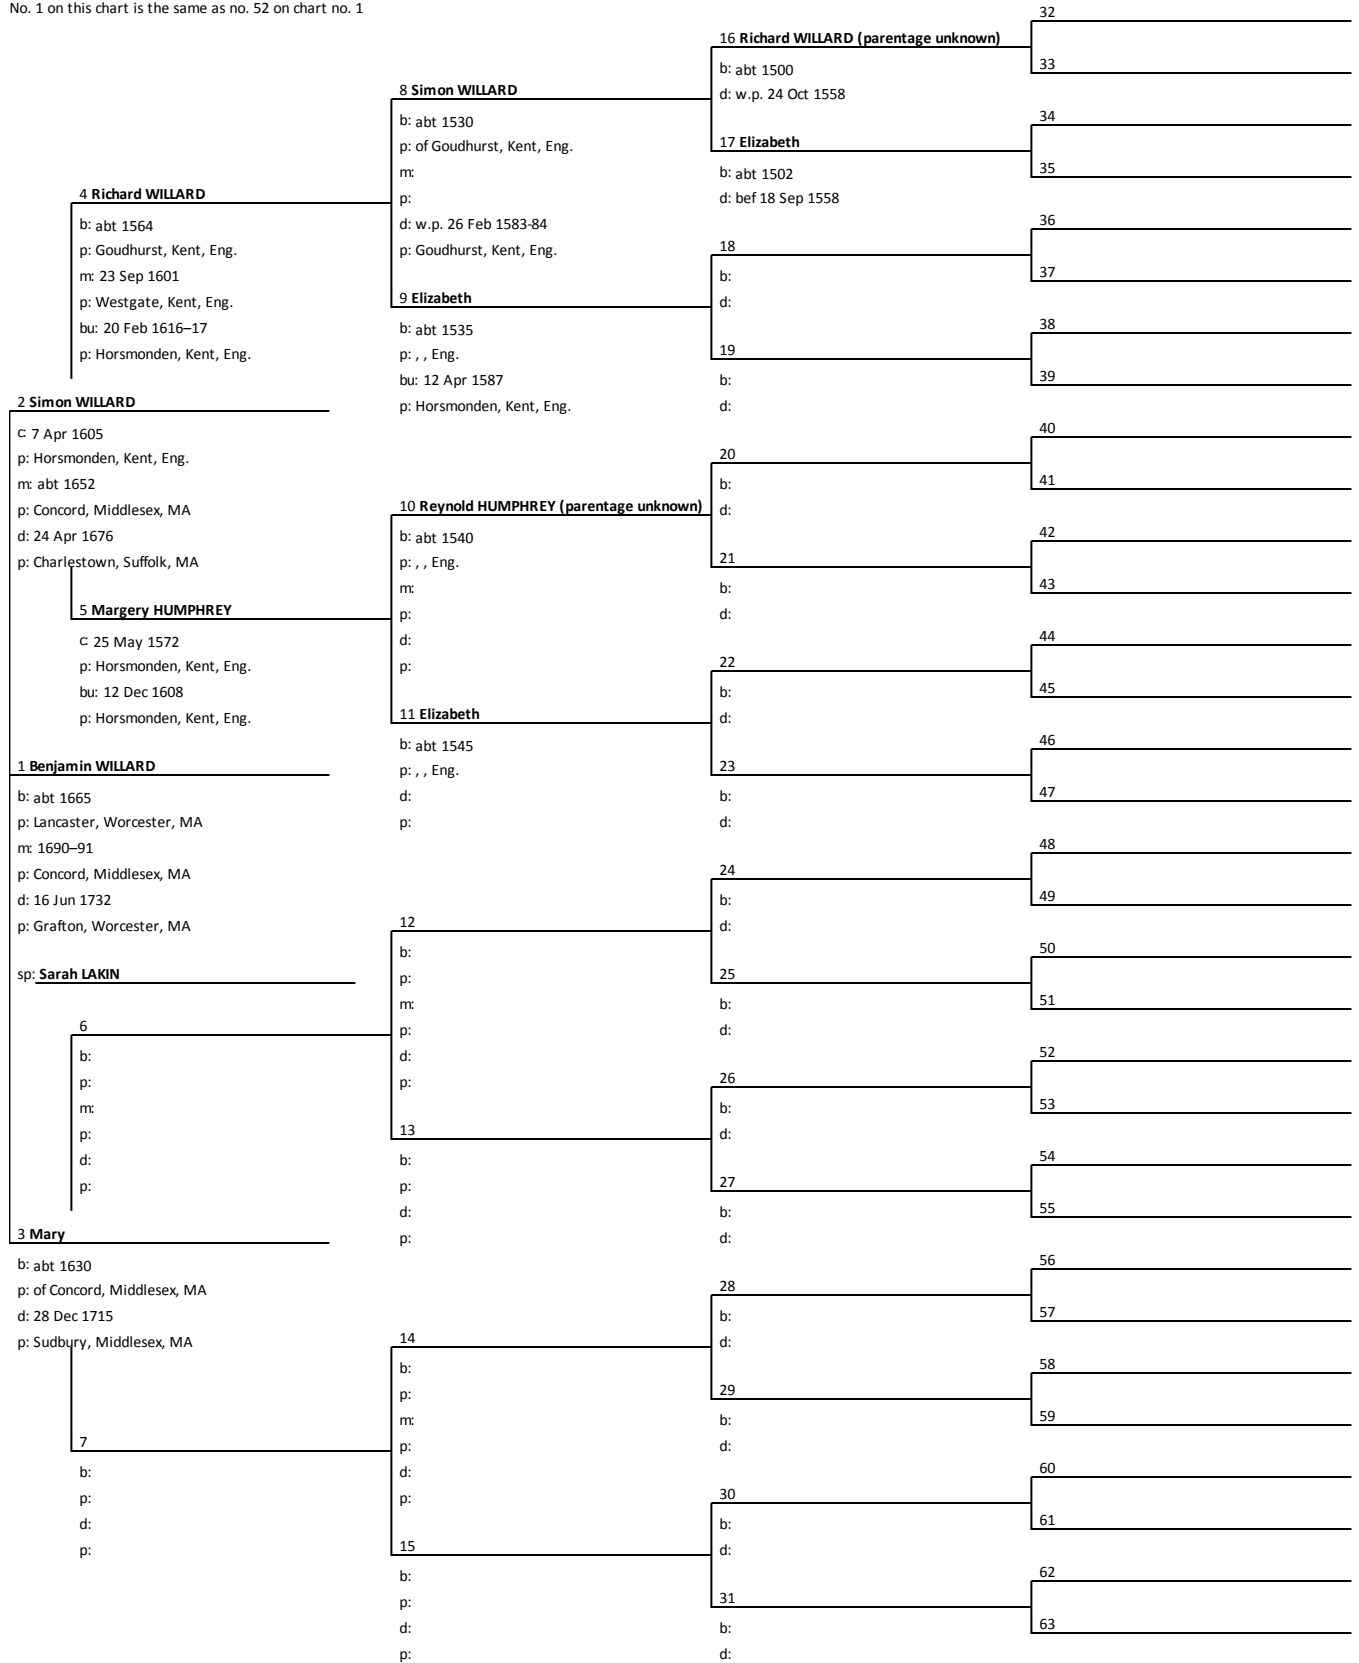 No. 1 on this chart is the same as no. 52 on chart no. 1
2 Simon WILLARD
c: 7 Apr 1605
p: Horsmonden, Kent, Eng.
m: abt 1652
p: Concord, Middlesex, MA
d: 24 Apr 1676
p: Charlestown, Suffolk, MA
1 Benjamin WILLARD
b: abt 1665
p: Lancaster, Worcester, MA
m: 1690–91
p: Concord, Middlesex, MA
d: 16 Jun 1732
p: Grafton, Worcester, MA
sp: Sarah LAKIN
3 Mary
b: abt 1630
p: of Concord, Middlesex, MA
d: 28 Dec 1715
p: Sudbury, Middlesex, MA
4 Richard WILLARD
b: abt 1564
p: Goudhurst, Kent, Eng.
m: 23 Sep 1601
p: Westgate, Kent, Eng.
bu: 20 Feb 1616–17
p: Horsmonden, Kent, Eng.
5 Margery HUMPHREY
c: 25 May 1572
p: Horsmonden, Kent, Eng.
bu: 12 Dec 1608
p: Horsmonden, Kent, Eng.
6
b:
p:
m:
p:
d:
p:
7
b:
p:
d:
p:
8 Simon WILLARD
b: abt 1530
p: of Goudhurst, Kent, Eng.
m:
p:
d: w.p. 26 Feb 1583-84
p: Goudhurst, Kent, Eng.
9 Elizabeth
b: abt 1535
p: , , Eng.
bu: 12 Apr 1587
p: Horsmonden, Kent, Eng.
10 Reynold HUMPHREY (parentage unknown)
b: abt 1540
p: , , Eng.
m:
p:
d:
p:
11 Elizabeth
b: abt 1545
p: , , Eng.
d:
p:
12
b:
p:
m:
p:
d:
p:
13
b:
p:
d:
p:
14
b:
p:
m:
p:
d:
p:
15
b:
p:
d:
p:
16 Richard WILLARD (parentage unknown)
b: abt 1500
d: w.p. 24 Oct 1558
17 Elizabeth
b: abt 1502
d: bef 18 Sep 1558
18
b:
d:
19
b:
d:
20
b:
d:
21
b:
d:
22
b:
d:
23
b:
d:
24
b:
d:
25
b:
d:
26
b:
d:
27
b:
d:
28
b:
d:
29
b:
d:
30
b:
d:
31
b:
d:
32
33
34
35
36
37
38
39
40
41
42
43
44
45
46
47
48
49
50
51
52
53
54
55
56
57
58
59
60
61
62
63